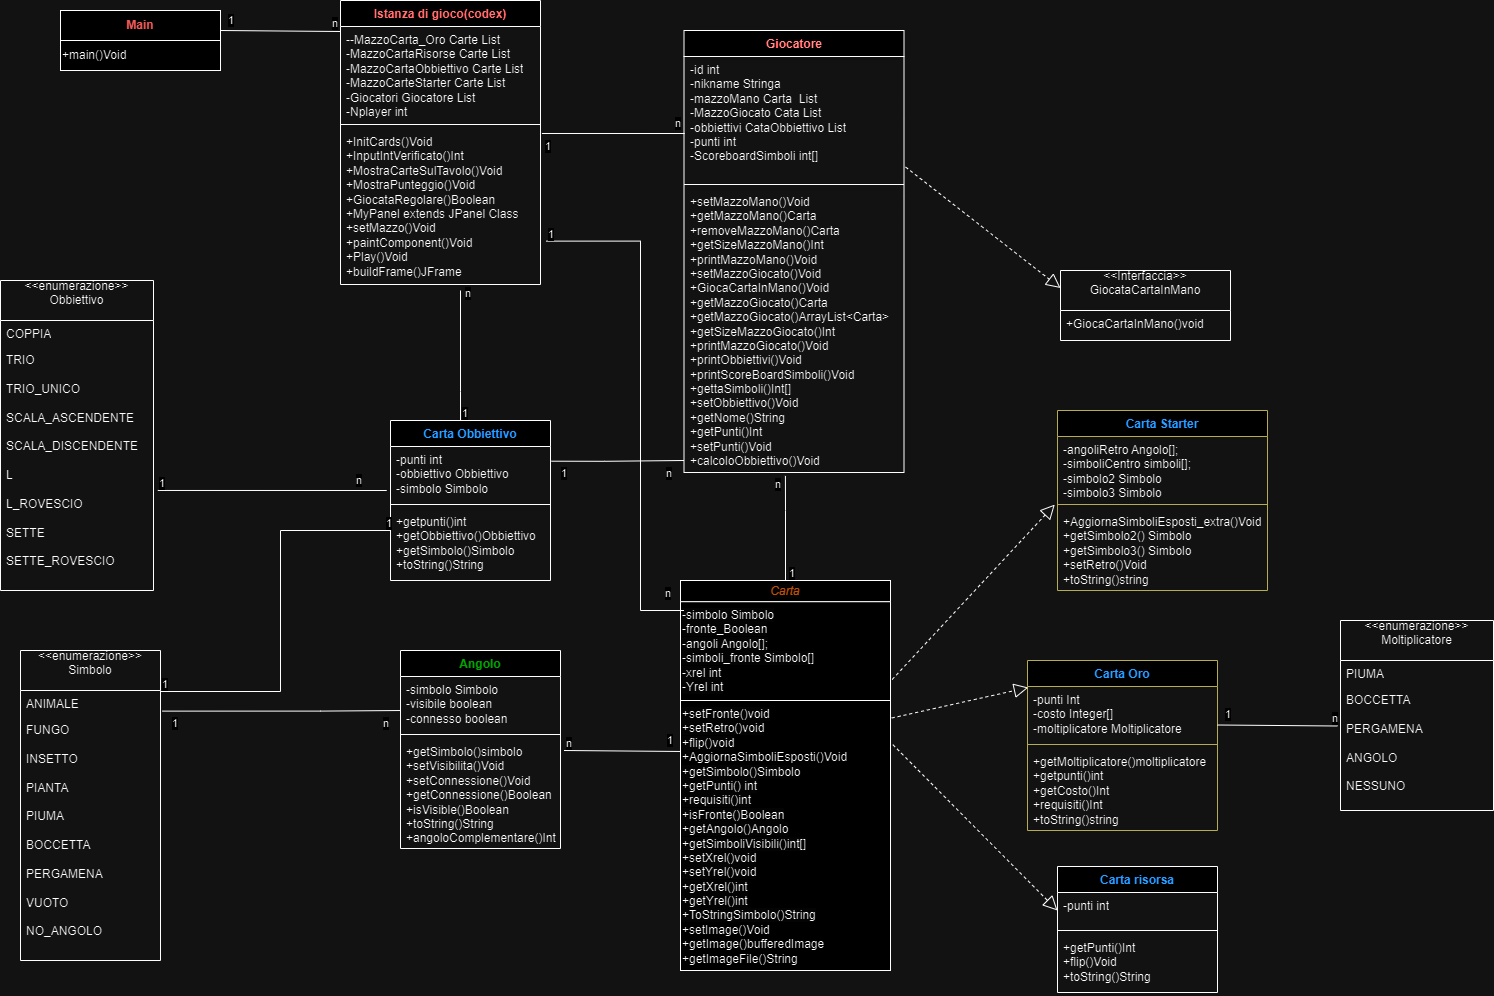 Main
+main()Void
1
n
Istanza di gioco(codex)
--MazzoCarta_Oro Carte List
-MazzoCartaRisorse Carte List
-MazzoCartaObbiettivo Carte List
-MazzoCarteStarter Carte List
-Giocatori Giocatore List
-Nplayer int
+InitCards()Void
+InputIntVerificato()Int
+MostraCarteSulTavolo()Void
+MostraPunteggio()Void
+GiocataRegolare()Boolean
+MyPanel extends JPanel Class
+setMazzo()Void
+paintComponent()Void
+Play()Void
+buildFrame()JFrame
n
1
1
n
1
n
Giocatore
-id int
-nikname Stringa
-mazzoMano Carta  List
-MazzoGiocato Cata List
-obbiettivi CataObbiettivo List
-punti int
-ScoreboardSimboli int[]
+setMazzoMano()Void
+getMazzoMano()Carta
+removeMazzoMano()Carta
+getSizeMazzoMano()Int
+printMazzoMano()Void
+setMazzoGiocato()Void
+GiocaCartaInMano()Void
+getMazzoGiocato()Carta
+getMazzoGiocato()ArrayList<Carta>
+getSizeMazzoGiocato()Int
+printMazzoGiocato()Void
+printObbiettivi()Void
+printScoreBoardSimboli()Void
+gettaSimboli()Int[]
+setObbiettivo()Void
+getNome()String
+getPunti()Int
+setPunti()Void
+calcoloObbiettivo()Void
<<Interfaccia>>
GiocataCartaInMano
+GiocaCartaInMano()void
<<enumerazione>>
Obbiettivo
COPPIA
TRIO
TRIO_UNICO
SCALA_ASCENDENTE
SCALA_DISCENDENTE
L
L_ROVESCIO
SETTE
SETTE_ROVESCIO
1
n
Carta Obbiettivo
-punti int
-obbiettivo Obbiettivo
-simbolo Simbolo
+getpunti()int
+getObbiettivo()Obbiettivo
+getSimbolo()Simbolo
+toString()String
1
n
1
n
1
Carta Starter
-angoliRetro Angolo[];
-simboliCentro simboli[];
-simbolo2 Simbolo
-simbolo3 Simbolo
+AggiornaSimboliEsposti_extra()Void
+getSimbolo2() Simbolo
+getSimbolo3() Simbolo
+setRetro()Void
+toString()string
<<enumerazione>>
Simbolo
ANIMALE
FUNGO
INSETTO
PIANTA
PIUMA
BOCCETTA
PERGAMENA
VUOTO
NO_ANGOLO
1
1
n
Angolo
-simbolo Simbolo
-visibile boolean
-connesso boolean
+getSimbolo()simbolo
+setVisibilita()Void
+setConnessione()Void
+getConnessione()Boolean
+isVisible()Boolean
+toString()String
+angoloComplementare()Int
n
1
Carta
-simbolo Simbolo
-fronte_Boolean
-angoli Angolo[];
-simboli_fronte Simbolo[]
-xrel int
-Yrel int
+setFronte()void
+setRetro()void
+flip()void
+AggiornaSimboliEsposti()Void
+getSimbolo()Simbolo
+getPunti() int
+requisiti()int
+isFronte()Boolean
+getAngolo()Angolo
+getSimboliVisibili()int[]
+setXrel()void
+setYrel()void
+getXrel()int
+getYrel()int
+ToStringSimbolo()String
+setImage()Void
+getImage()bufferedImage
+getImageFile()String
Carta Oro
-punti Int
-costo Integer[]
-moltiplicatore Moltiplicatore
+getMoltiplicatore()moltiplicatore
+getpunti()int
+getCosto()Int
+requisiti()Int
+toString()string
1
n
<<enumerazione>>
Moltiplicatore
PIUMA
BOCCETTA
PERGAMENA
ANGOLO
NESSUNO
Carta risorsa
-punti int
+getPunti()Int
+flip()Void
+toString()String